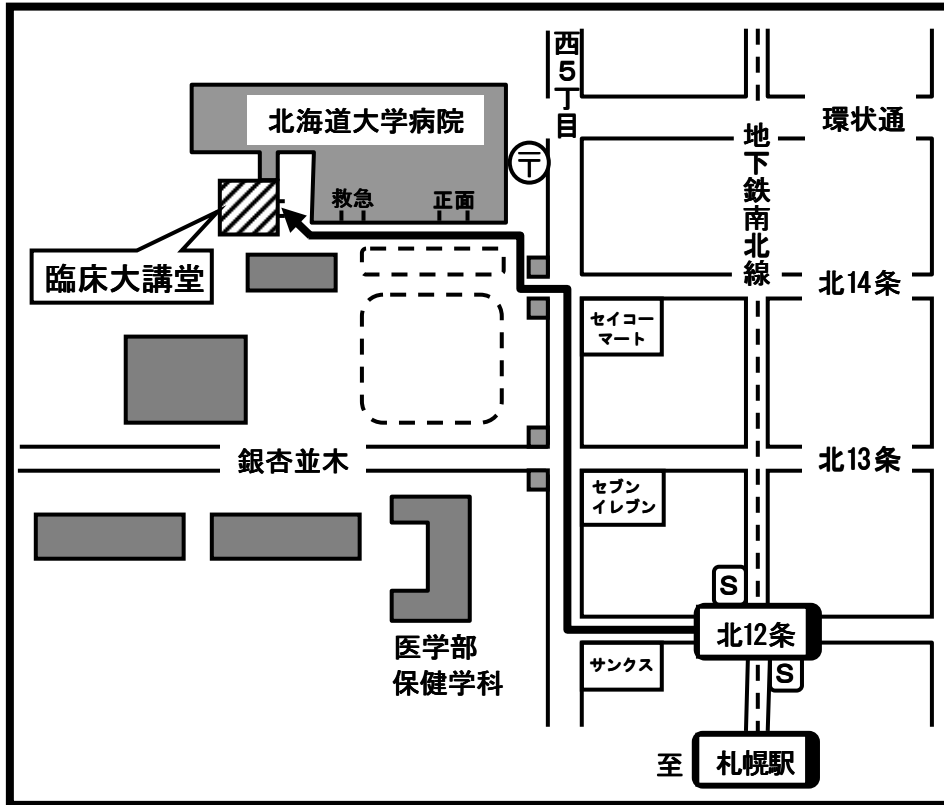 西5丁目
北海道大学病院
環状通
〒
地下鉄南北線
救急
正面
臨床大講堂
北14条
セイコー
マート
銀杏並木
北13条
セブン
イレブン
S
北12条
医学部
保健学科
サンクス
S
至
札幌駅